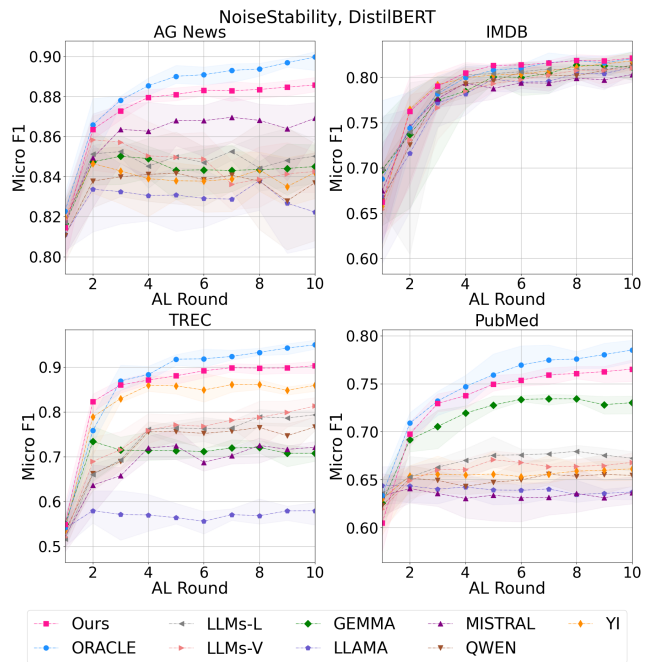 NoiseStability, DistilBERT
AG News
IMDB
0.90
0.88
0.86
0.84
0.82
0.80
Micro F1
2 4 6 8 10
AL Round
0.80
0.75
0.70
0.65
0.60
Micro F1
2 4 6 8 10
AL Round
TREC
PubMed
0.9
0.8
0.7
0.6
0.5
Micro F1
2 4 6 8 10
AL Round
0.80
0.75
0.70
0.65
0.60
Micro F1
2 4 6 8 10
AL Round
Ours LLMs-L GEMMA MISTRAL YI
ORACLE LLMs-V LLAMA QWEN